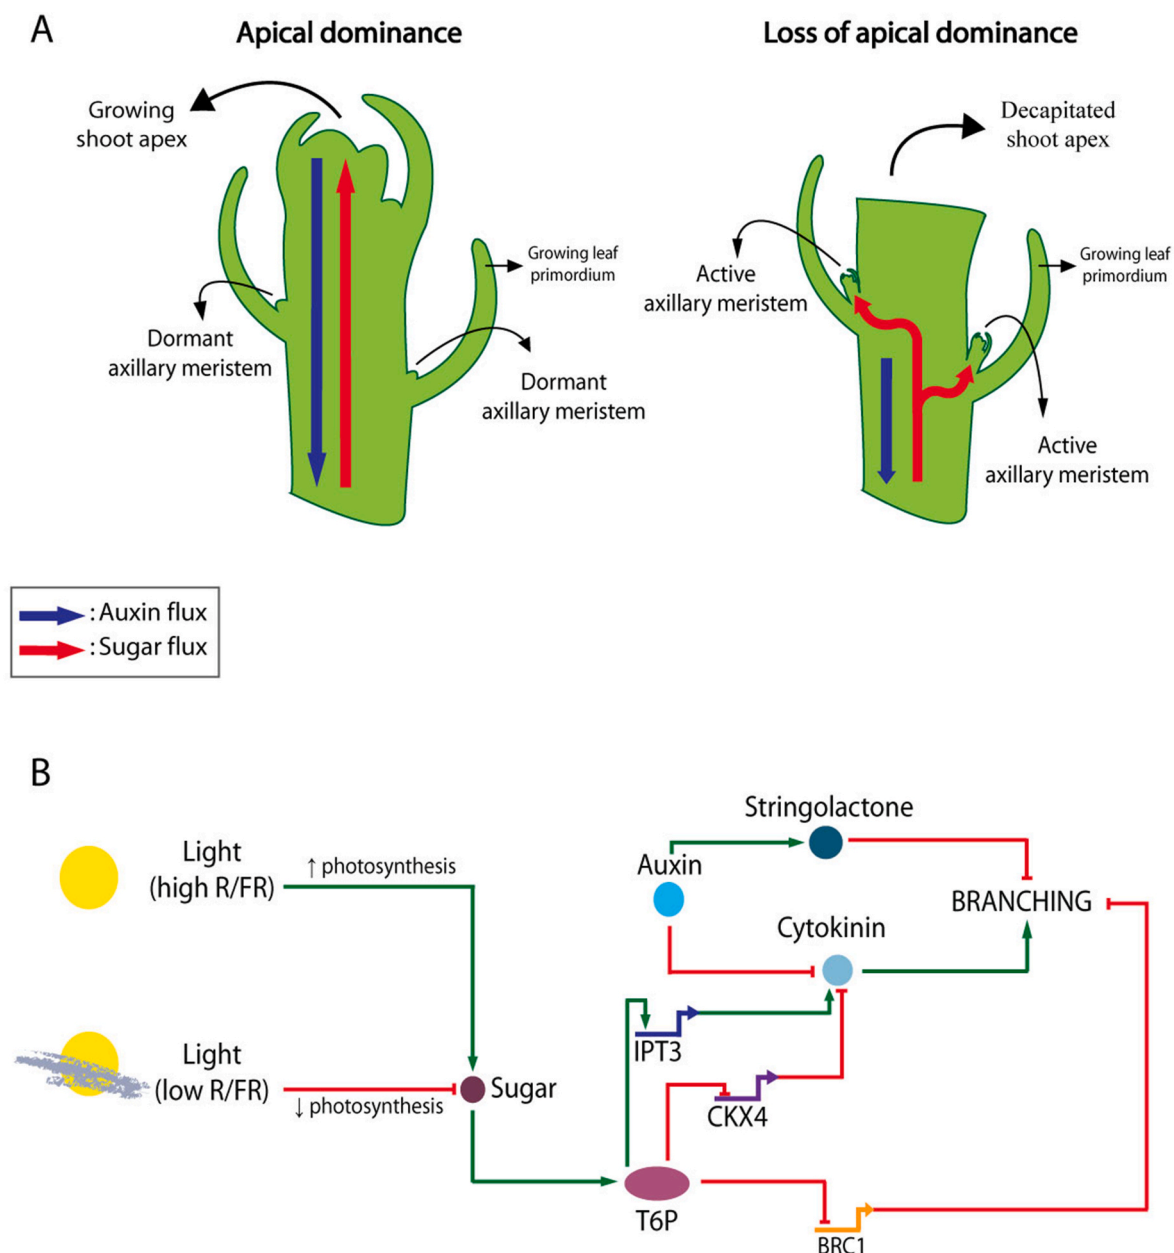 A
Apical dominance
Loss of apical dominance
Growing
shoot apex
Decapitated
shoot apex
Growing leaf
primordium
Active
axillary meristem
Growing leaf
primordium
Dormant
axillary meristem
Dormant
axillary meristem
Active
axillary meristem
: Auxin flux
: Sugar flux
B
Stringolactone
Light
(high R/FR)
↑ photosynthesis
Auxin
BRANCHING
Cytokinin
IPT3
Light
(low R/FR)
↓ photosynthesis
Sugar
CKX4
T6P
BRC1